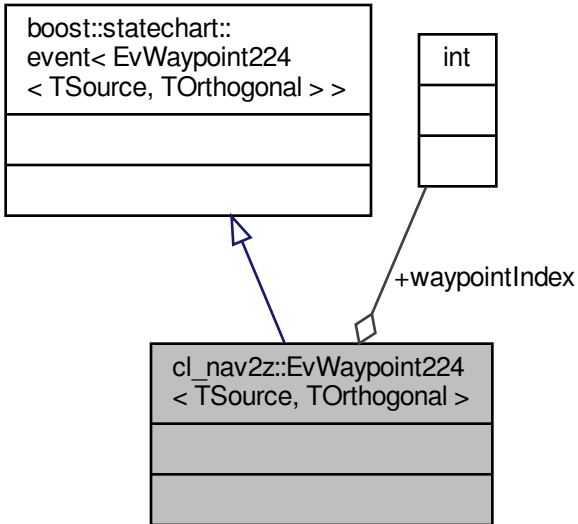 boost::statechart::
event< EvWaypoint224
< TSource, TOrthogonal > >
int
+waypointIndex
cl_nav2z::EvWaypoint224
< TSource, TOrthogonal >